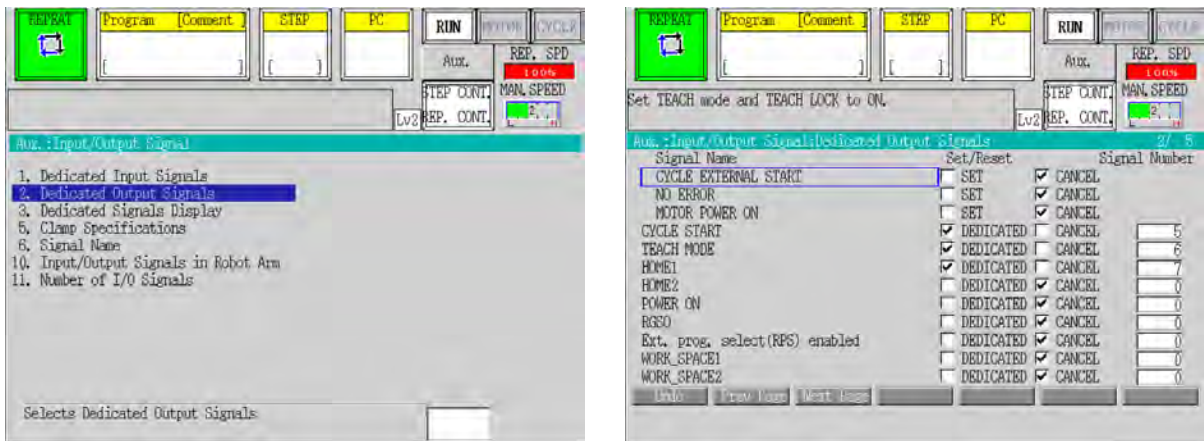 REPEAT
Program [Comment ]
[ ]
STEP
[ ]
PC
RUN
MOTOR
CYCLE
Aux.
REP. SPD
100%
STEP CONT.
REP. CONT.
MAN. SPEED
2
Lv2
Aux.:Input/Output Signal
1. Dedicated Input Signals
2. Dedicated Output Signals
3. Dedicated Signals Display
5. Clamp Specifications
6. Signal Name
10. Input/Output Signals in Robot Arm
11. Number of I/O Signals
Selects Dedicated Output Signals
REPEAT
Program [Comment ]
[ ]
STEP
[ ]
PC
RUN
MOTOR
CYCLE
Aux.
REP. SPD
100%
STEP CONT.
REP. CONT.
MAN. SPEED
2
Set TEACH mode and TEACH LOCK to ON.
Lv2
Aux.:Input/Output Signal:Dedicated Output Signals 2/ 5
Signal Name Set/Reset Signal Number
CYCLE EXTERNAL START SET CANCEL
NO ERROR SET CANCEL
MOTOR POWER ON SET CANCEL
CYCLE START DEDICATED CANCEL 5
TEACH MODE DEDICATED CANCEL 6
HOME1 DEDICATED CANCEL 7
HOME2 DEDICATED CANCEL 0
POWER ON DEDICATED CANCEL 0
RGSO DEDICATED CANCEL 0
Ext. prog. select(RPS) enabled DEDICATED CANCEL 0
WORK_SPACE1 DEDICATED CANCEL 0
WORK_SPACE2 DEDICATED CANCEL 0
Undo Prev Page Next Page